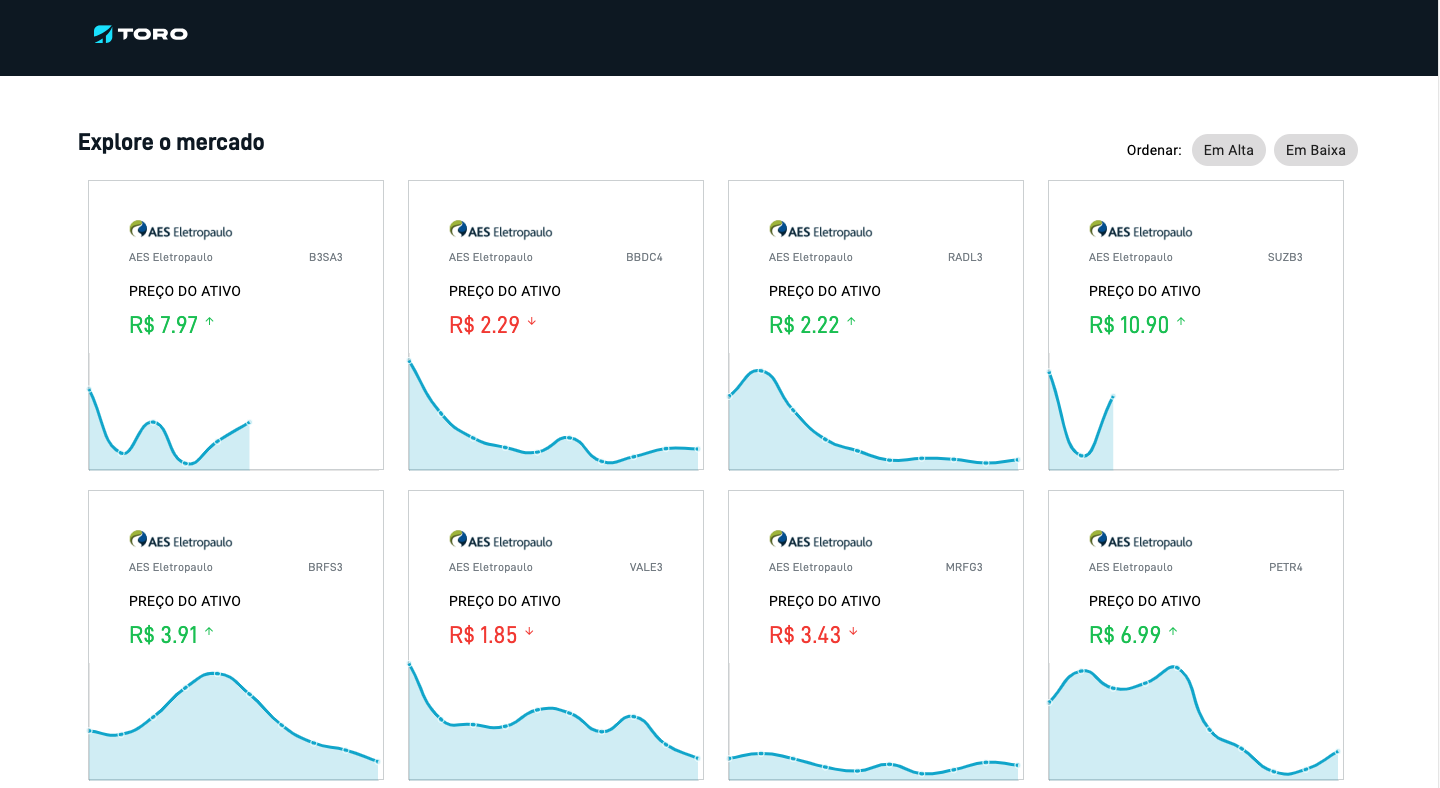 TORO
Explore o mercado
Ordenar: Em Alta Em Baixa
AES Eletropaulo
AES Eletropaulo B3SA3
PREÇO DO ATIVO
R$ 7.97 ↑
AES Eletropaulo
AES Eletropaulo BBDC4
PREÇO DO ATIVO
R$ 2.29 ↓
AES Eletropaulo
AES Eletropaulo RADL3
PREÇO DO ATIVO
R$ 2.22 ↑
AES Eletropaulo
AES Eletropaulo SUZB3
PREÇO DO ATIVO
R$ 10.90 ↑
AES Eletropaulo
AES Eletropaulo BRFS3
PREÇO DO ATIVO
R$ 3.91 ↑
AES Eletropaulo
AES Eletropaulo VALE3
PREÇO DO ATIVO
R$ 1.85 ↓
AES Eletropaulo
AES Eletropaulo MRFG3
PREÇO DO ATIVO
R$ 3.43 ↓
AES Eletropaulo
AES Eletropaulo PETR4
PREÇO DO ATIVO
R$ 6.99 ↑